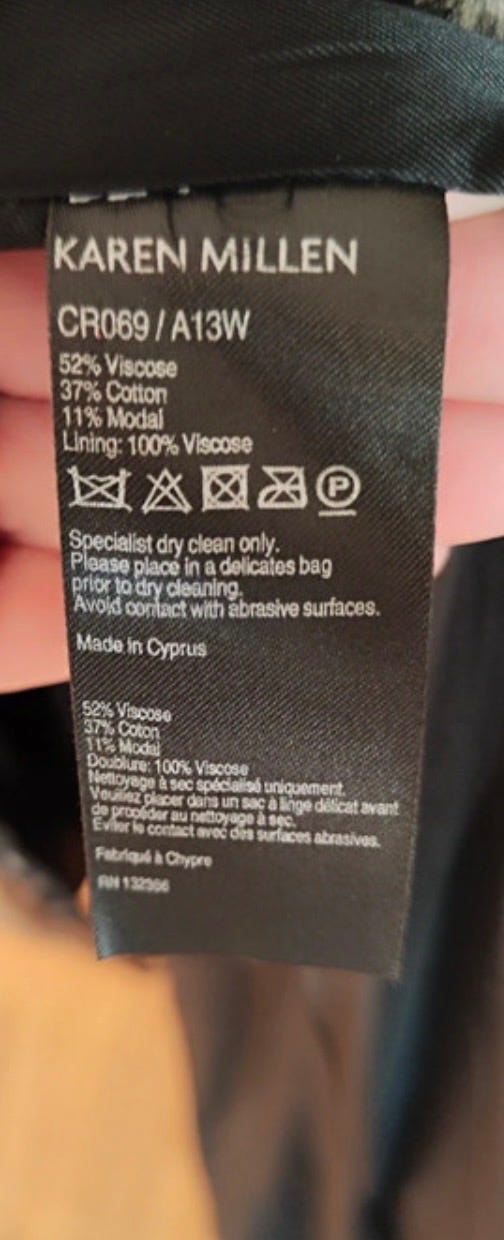 KAREN MILLEN
CR069 / A13W
52% Viscose
37% Cotton
11% Modal
Lining: 100% Viscose
P
Specialist dry clean only.
Please place in a delicates bag
prior to dry cleaning.
Avoid contact with abrasive surfaces.
Made in Cyprus
52% Viscose
37% Coton
11% Modal
Doublure: 100% Viscose
Nettoyage à sec spécialisé uniquement.
Veuillez placer dans un sac à linge délicat avant
de procéder au nettoyage à sec.
Eviter le contact avec des surfaces abrasives.
Fabriqué à Chypre
RN 132366